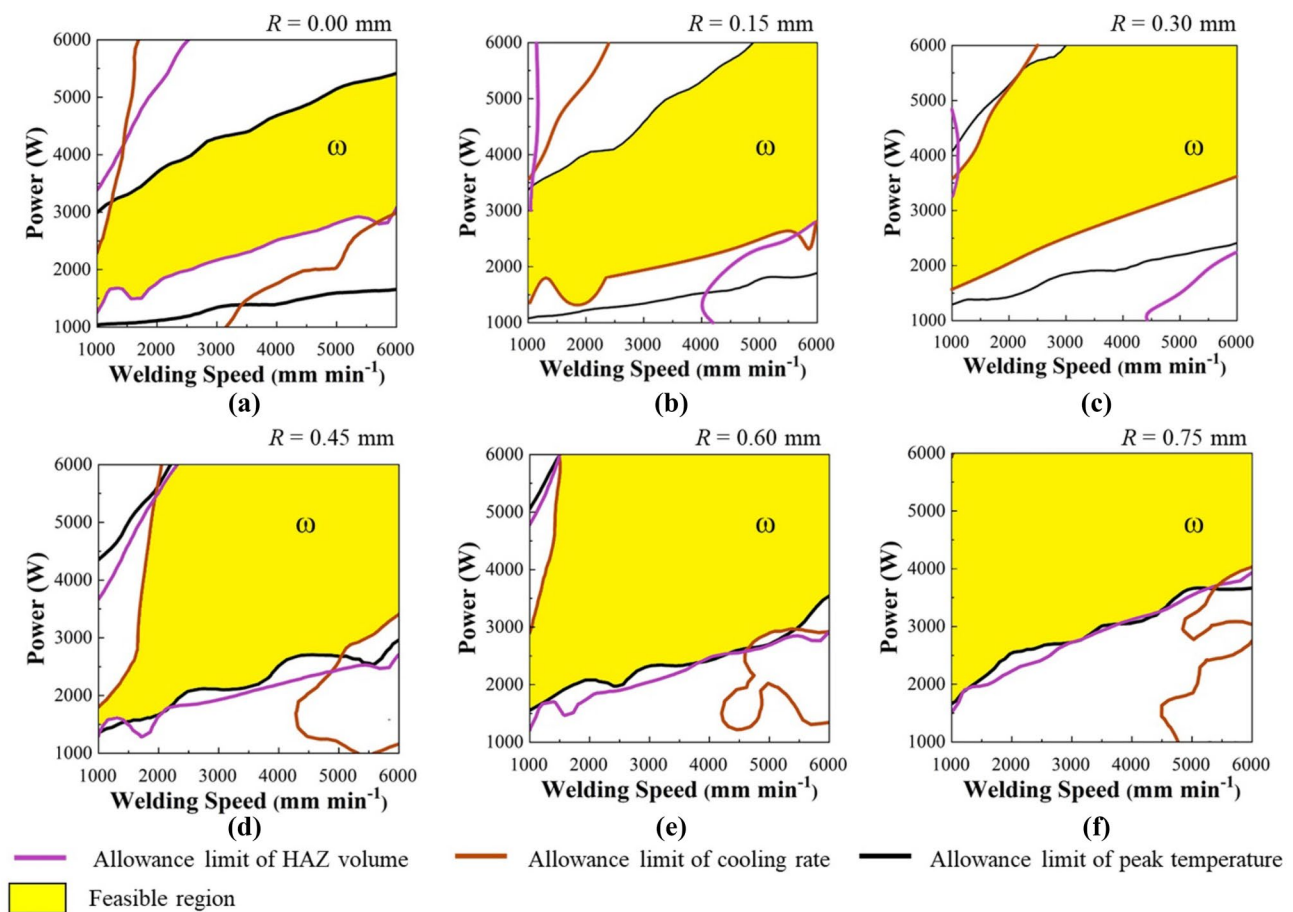 R = 0.00 mm
R = 0.15 mm
R = 0.30 mm
6000
5000
4000
3000
2000
1000
Power (W)
ω
1000 2000 3000 4000 5000 6000
Welding Speed (mm min⁻¹)
(a)
6000
5000
4000
3000
2000
1000
Power (W)
ω
1000 2000 3000 4000 5000 6000
Welding Speed (mm min⁻¹)
(b)
6000
5000
4000
3000
2000
1000
Power (W)
ω
1000 2000 3000 4000 5000 6000
Welding Speed (mm min⁻¹)
(c)
R = 0.45 mm
R = 0.60 mm
R = 0.75 mm
6000
5000
4000
3000
2000
1000
Power (W)
ω
1000 2000 3000 4000 5000 6000
Welding Speed (mm min⁻¹)
(d)
6000
5000
4000
3000
2000
1000
Power (W)
ω
1000 2000 3000 4000 5000 6000
Welding Speed (mm min⁻¹)
(e)
6000
5000
4000
3000
2000
1000
Power (W)
ω
1000 2000 3000 4000 5000 6000
Welding Speed (mm min⁻¹)
(f)
Allowance limit of HAZ volume
Allowance limit of cooling rate
Allowance limit of peak temperature
Feasible region